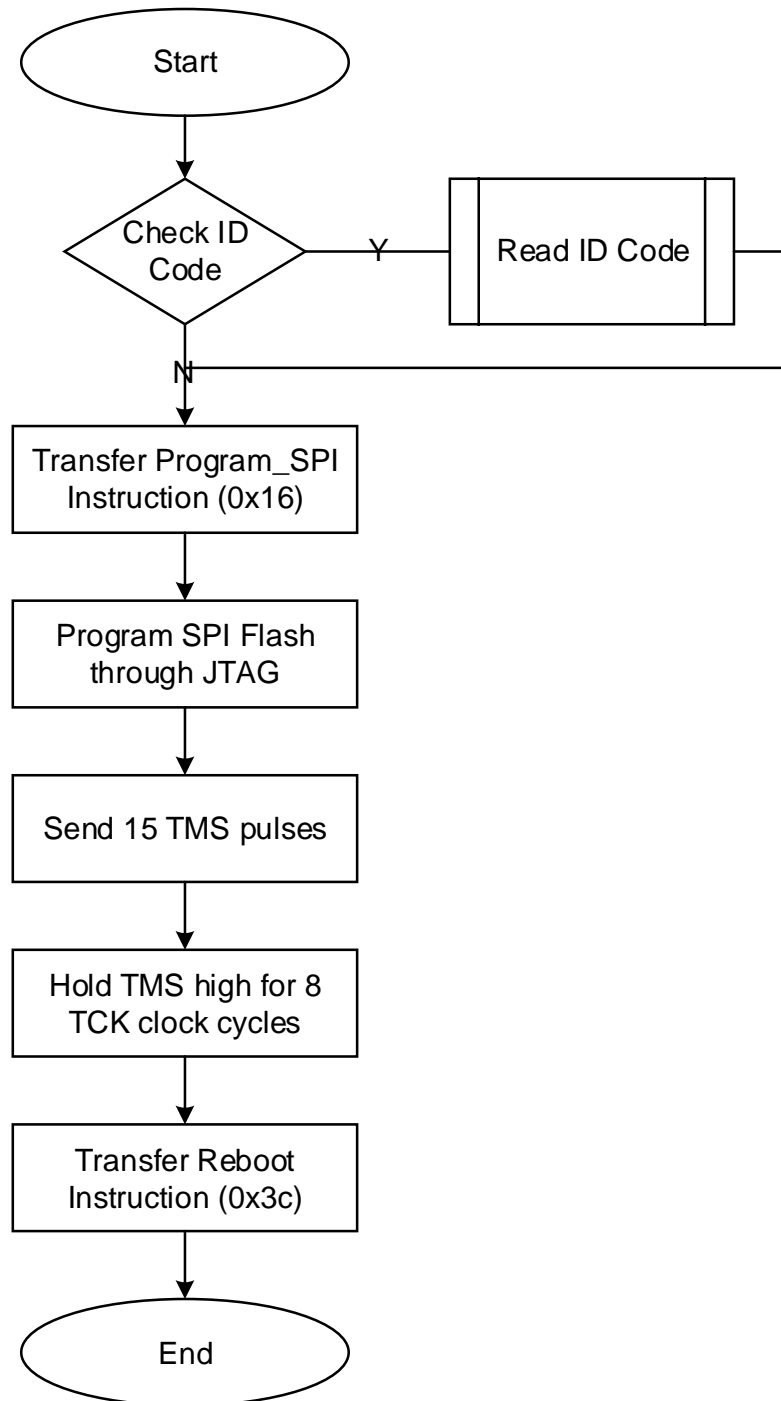 Start
Check ID
Code
Y
Read ID Code
N
Transfer Program_SPI
Instruction (0x16)
Program SPI Flash
through JTAG
Send 15 TMS pulses
Hold TMS high for 8
TCK clock cycles
Transfer Reboot
Instruction (0x3c)
End